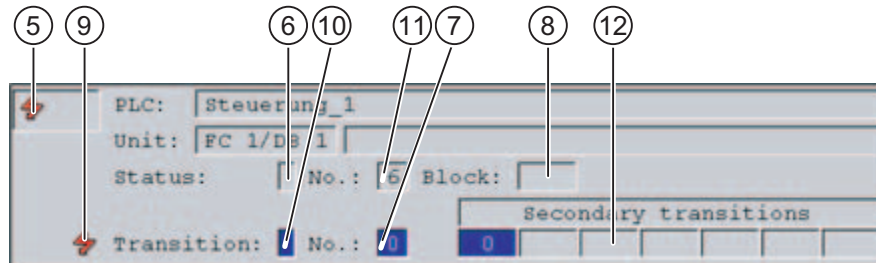 5 9 6 10 11 7 8 12
PLC: Steuerung_1
Unit: FC 1/DB 1
Status: No.: 6 Block:
Secondary transitions
Transition: No.: 0 0